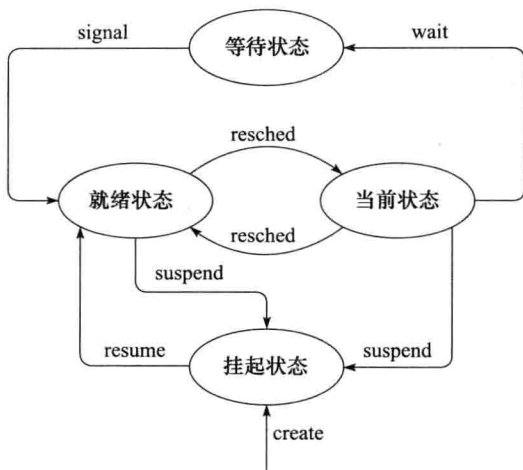 signal
等待状态
wait
resched
就绪状态
当前状态
resched
suspend
resume
挂起状态
suspend
create